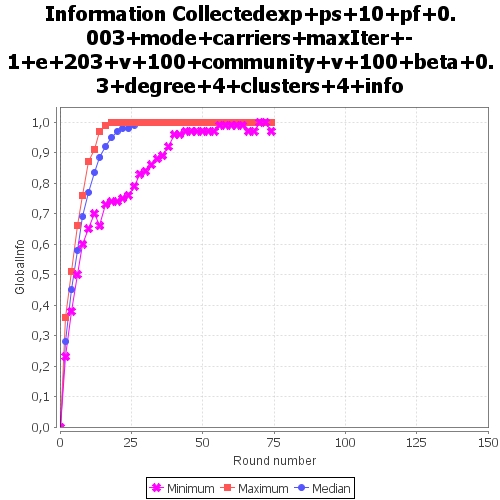 Information Collectedexp+ps+10+pf+0.
003+mode+carriers+maxIter+-
1+e+203+v+100+community+v+100+beta+0.
3+degree+4+clusters+4+info
GlobalInfo
1,0
0,9
0,8
0,7
0,6
0,5
0,4
0,3
0,2
0,1
0,0
0 25 50 75 100 125 150
Round number
Minimum Maximum Median